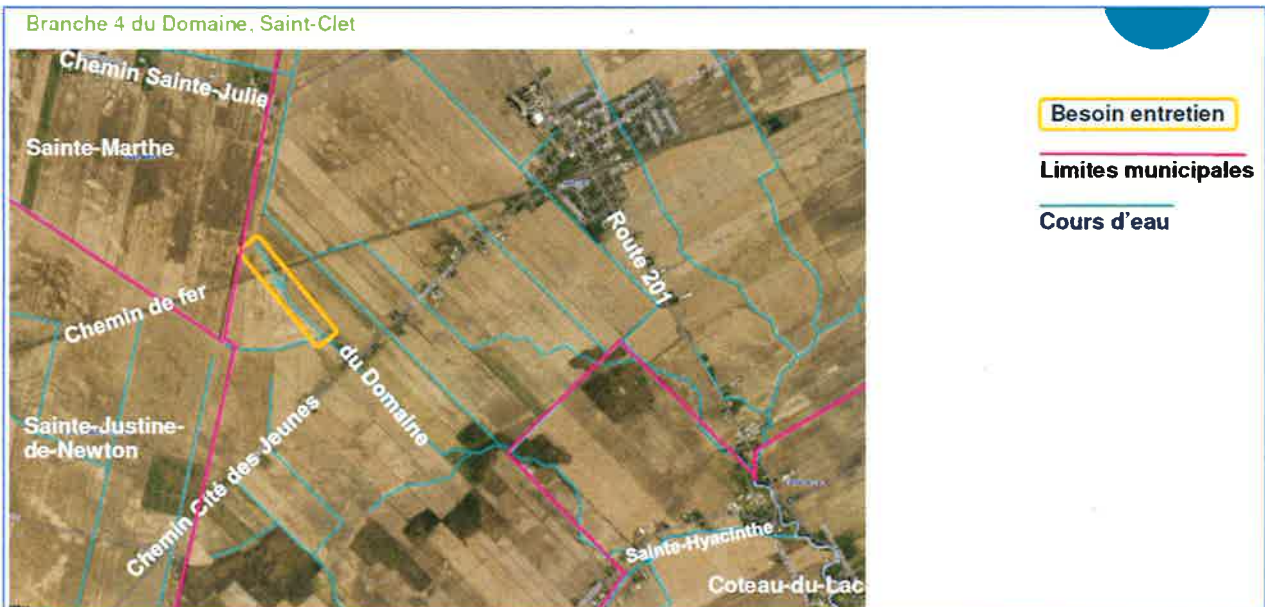 Branche 4 du Domaine, Saint-Clet
Chemin Sainte-Julie
Sainte-Marthe
Besoin entretien
Limites municipales
Cours d'eau
Route 201
Chemin de fer
du Domaine
Sainte-Justine-
de-Newton
Chemin Cité des Jeunes
Sainte-Hyacinthe
Coteau-du-Lac